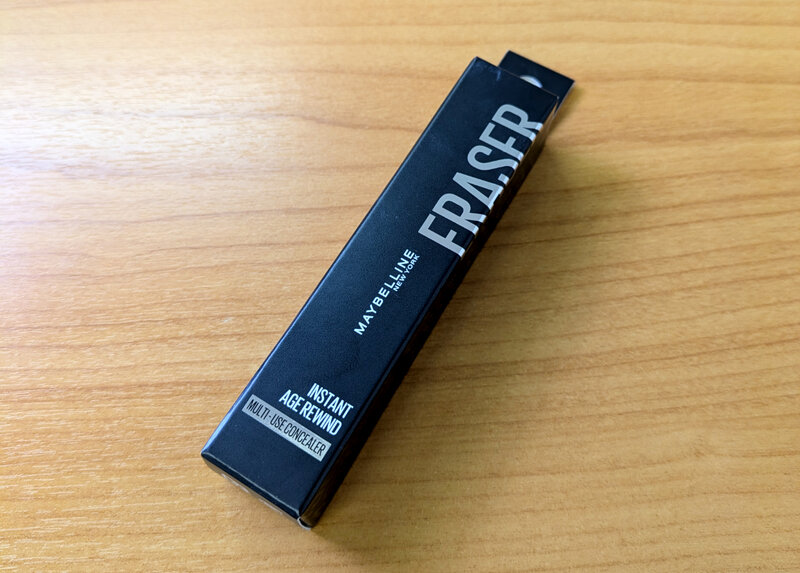 ERASER
MAYBELLINE
NEW YORK
INSTANT
AGE REWIND
MULTI-USE CONCEALER